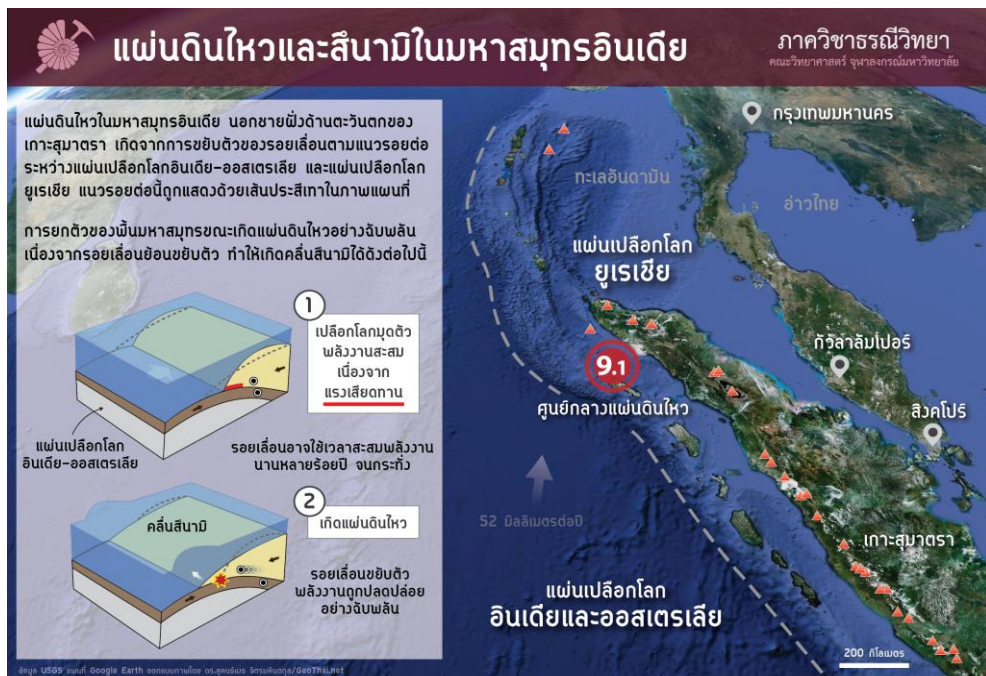 แผ่นดินไหวและสึนามิในมหาสมุทรอินเดีย
ภาควิชาธรณีวิทยา
คณะวิทยาศาสตร์ จุฬาลงกรณ์มหาวิทยาลัย
แผ่นดินไหวในมหาสมุทรอินเดีย นอกชายฝั่งด้านตะวันตกของ
เกาะสุมาตรา เกิดจากการขยับตัวของรอยเลื่อนตามแนวรอยต่อ
ระหว่างแผ่นเปลือกโลกอินเดีย-ออสเตรเลีย และแผ่นเปลือกโลก
ยูเรเชีย แนวรอยต่อนี้ถูกแสดงด้วยเส้นประสีเทาในภาพแผนที่
การยกตัวของพื้นมหาสมุทรขณะเกิดแผ่นดินไหวอย่างฉับพลัน
เนื่องจากรอยเลื่อนย้อนขยับตัว ทำให้เกิดคลื่นสึนามิได้ดังต่อไปนี้
1
เปลือกโลกมุดตัว
พลังงานสะสม
เนื่องจาก
แรงเสียดทาน
แผ่นเปลือกโลก
อินเดีย-ออสเตรเลีย
รอยเลื่อนอาจใช้เวลาสะสมพลังงาน
นานหลายร้อยปี จนกระทั่ง
2
เกิดแผ่นดินไหว
คลื่นสึนามิ
รอยเลื่อนขยับตัว
พลังงานถูกปลดปล่อย
อย่างฉับพลัน
กรุงเทพมหานคร
ทะเลอันดามัน
อ่าวไทย
แผ่นเปลือกโลก
ยูเรเชีย
9.1
ศูนย์กลางแผ่นดินไหว
กัวลาลัมเปอร์
สิงคโปร์
52 มิลลิเมตรต่อปี
เกาะสุมาตรา
แผ่นเปลือกโลก
อินเดียและออสเตรเลีย
200 กิโลเมตร
ข้อมูล USGS แผนที่ Google Earth ออกแบบภาพโดย ดร. /GeoThai.net